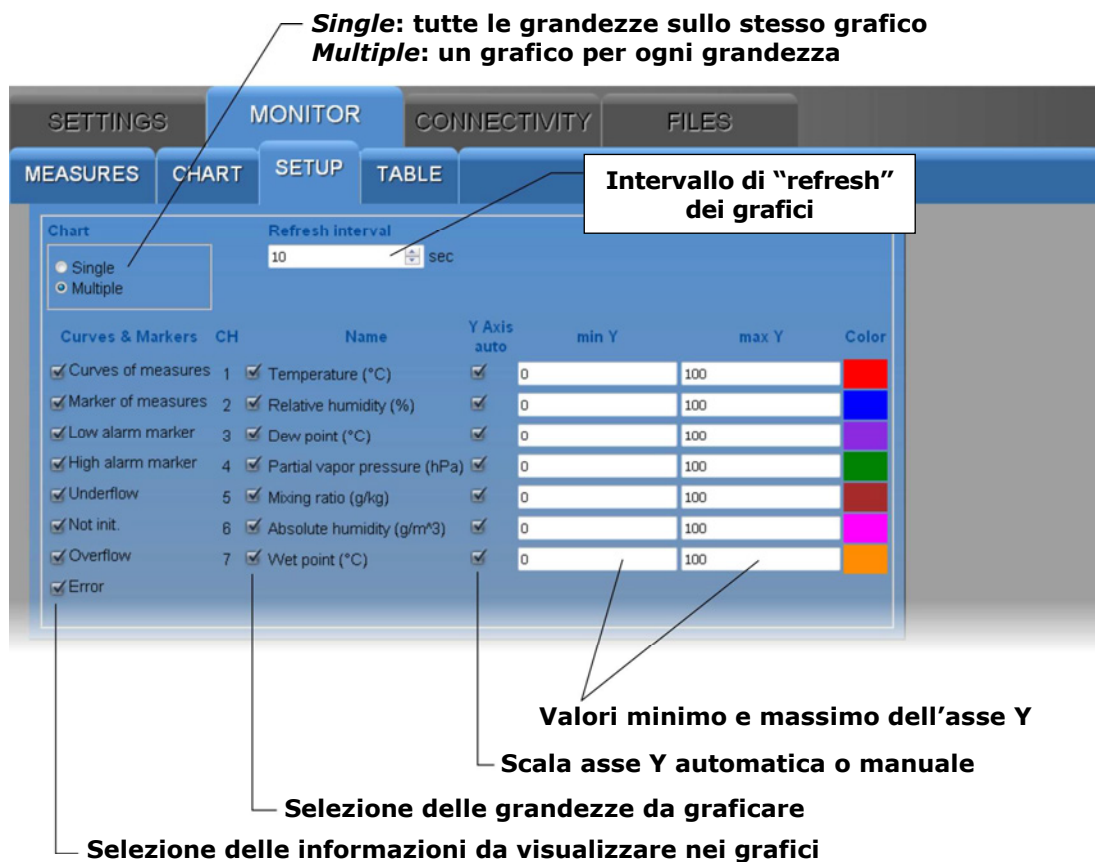 Single: tutte le grandezze sullo stesso grafico
Multiple: un grafico per ogni grandezza
SETTINGS MONITOR CONNECTIVITY FILES
MEASURES CHART SETUP TABLE
Intervallo di “refresh”
dei grafici
Chart Refresh interval
10 sec
Single
Multiple
Curves & Markers CH Name Y Axis auto min Y max Y Color
Curves of measures 1 Temperature (°C) 0 100
Marker of measures 2 Relative humidity (%) 0 100
Low alarm marker 3 Dew point (°C) 0 100
High alarm marker 4 Partial vapor pressure (hPa) 0 100
Underflow 5 Mixing ratio (g/kg) 0 100
Not init. 6 Absolute humidity (g/m^3) 0 100
Overflow 7 Wet point (°C) 0 100
Error
Valori minimo e massimo dell’asse Y
Scala asse Y automatica o manuale
Selezione delle grandezze da graficare
Selezione delle informazioni da visualizzare nei grafici